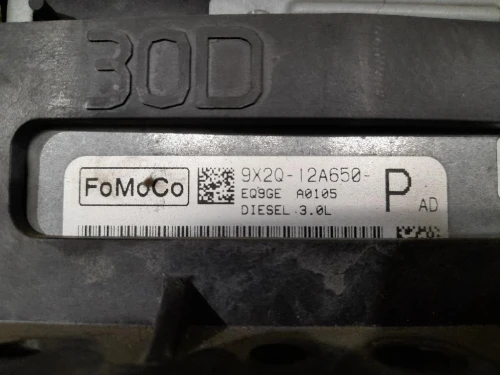 30D
FoMoCo
9X2Q-12A650-
P AD
EQ9GE A0105
DIESEL 3.0L